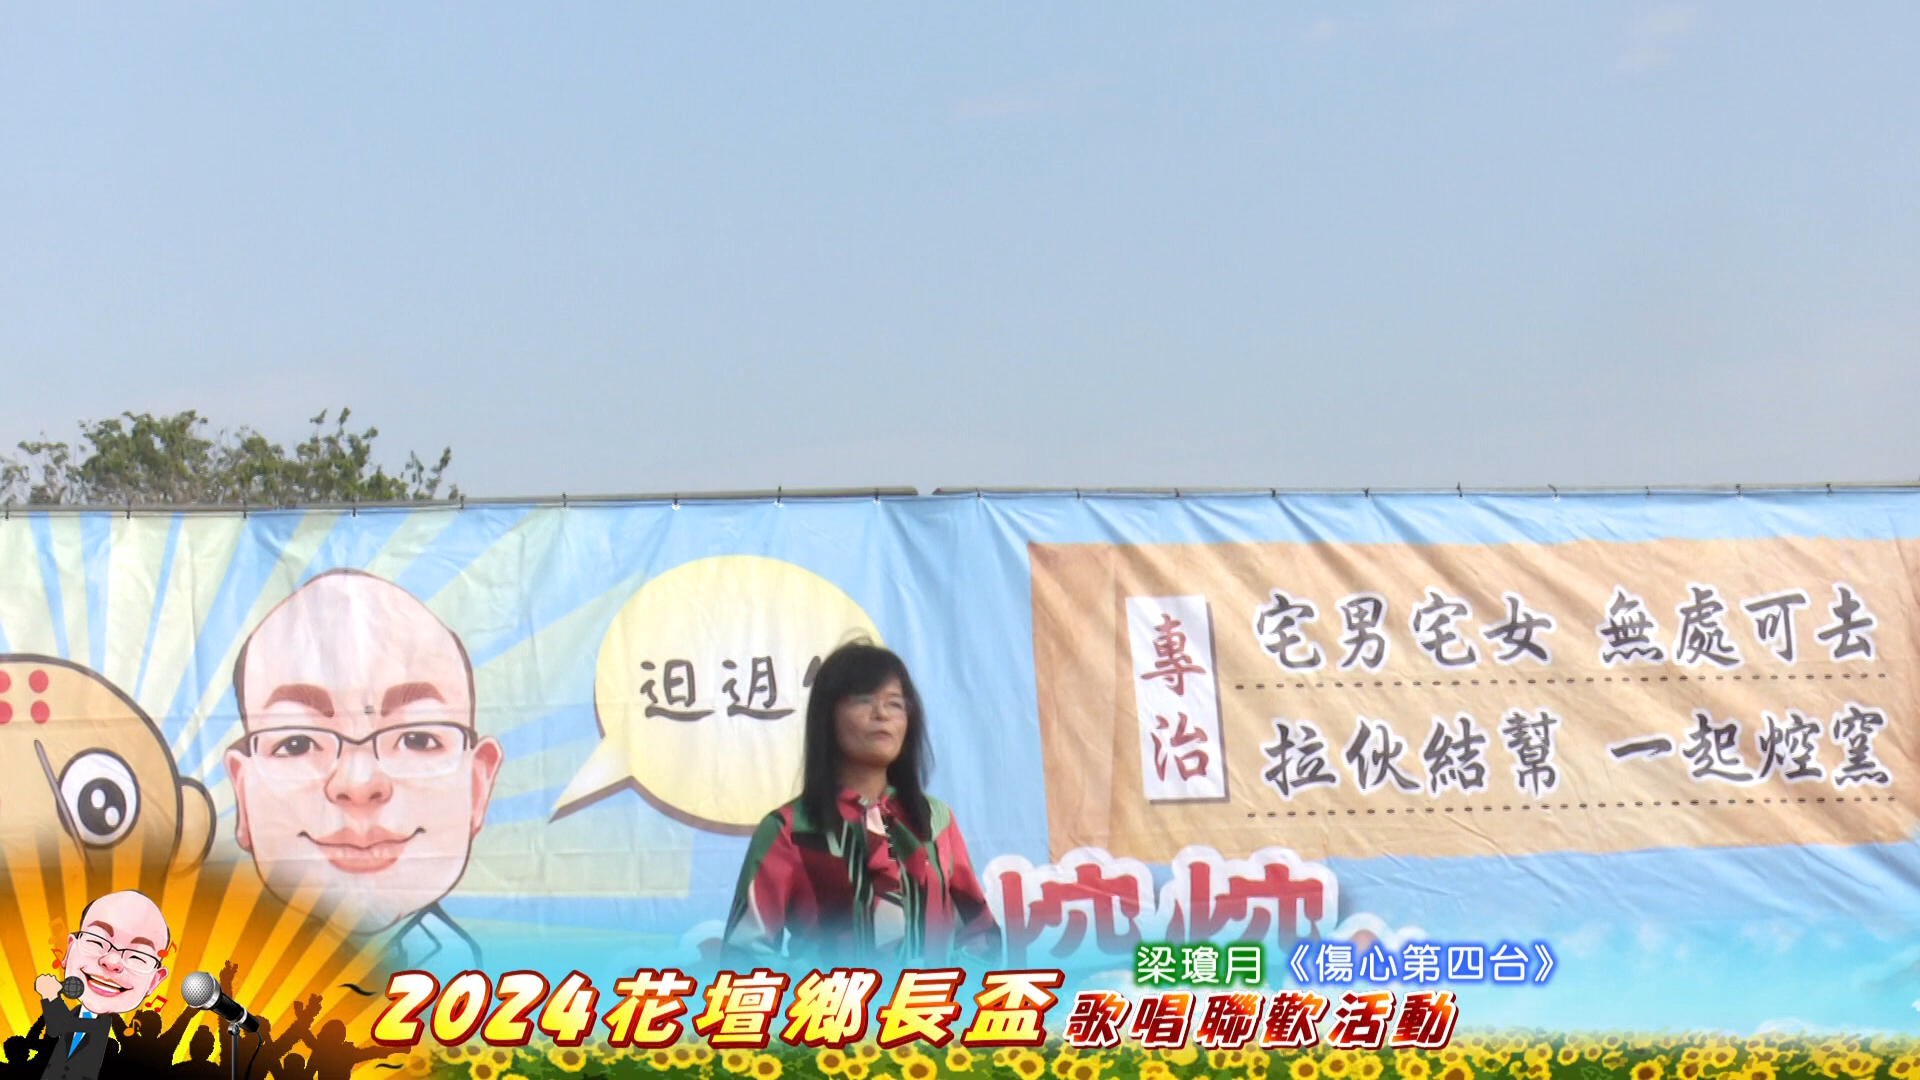 迌迌
專治
宅男宅女 無處可去
拉伙結幫 一起焢窯
焢焢
梁瓊月《傷心第四台》
2024花壇鄉長盃 歌唱聯歡活動